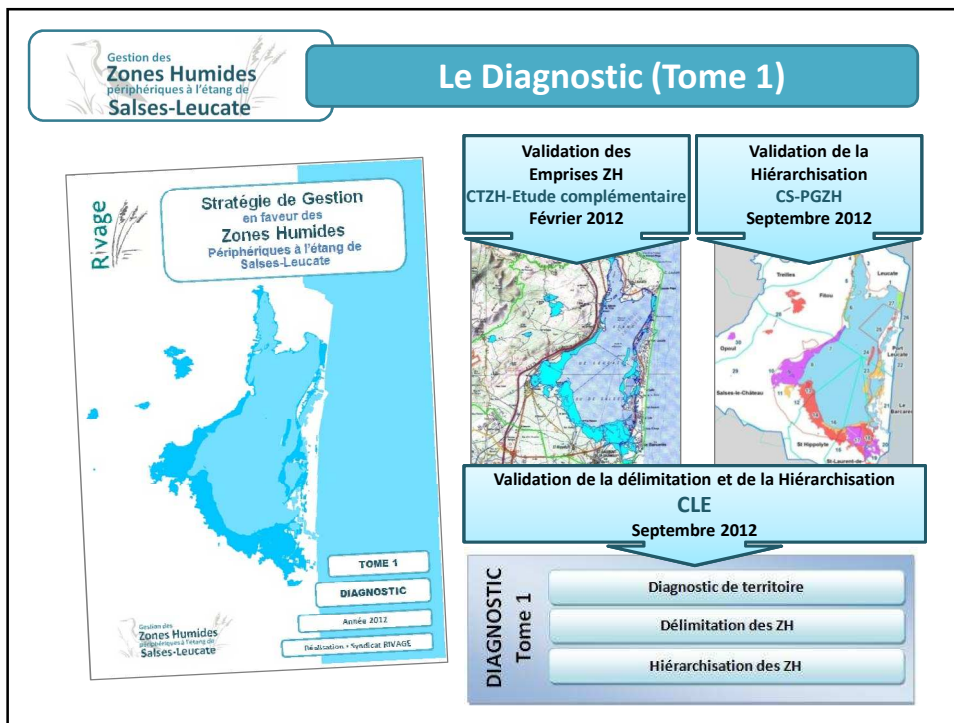 Gestion des
Zones Humides
périphériques à l'étang de
Salses-Leucate
Le Diagnostic (Tome 1)
Rivage
Stratégie de Gestion
en faveur des
Zones Humides
Périphériques à l'étang de
Salses-Leucate
TOME 1
DIAGNOSTIC
Année 2012
Réalisation : Syndicat RIVAGE
Gestion des
Zones Humides
périphériques à l'étang de
Salses-Leucate
Validation des
Emprises ZH
CTZH-Etude complémentaire
Février 2012
Validation de la
Hiérarchisation
CS-PGZH
Septembre 2012
Treilles
Leucate
Fitou
Opoul
Port
Leucate
Salses-le-Château
Le
Barcarès
St Hippolyte
St-Laurent-de-
Validation de la délimitation et de la Hiérarchisation
CLE
Septembre 2012
DIAGNOSTIC
Tome 1
Diagnostic de territoire
Délimitation des ZH
Hiérarchisation des ZH